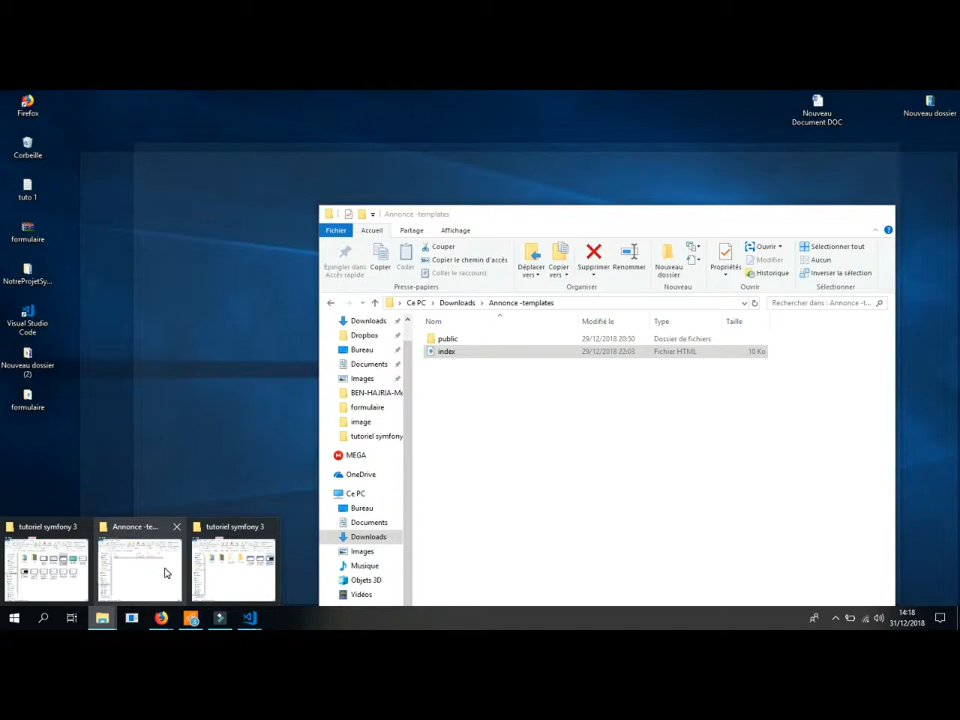 Firefox
Corbeille
tuto 1
formulaire
NotreProjetSy...
Visual Studio
Code
Nouveau dossier
(2)
formulaire
Nouveau
Document DOC
Nouveau dossier
Annonce -templates
Fichier
Accueil
Partage
Affichage
Épingler dans
Accès rapide
Copier
Coller
Couper
Copier le chemin d'accès
Coller le raccourci
Presse-papiers
Déplacer
vers
Copier
vers
Supprimer
Renommer
Organiser
Nouveau
dossier
Nouveau
Propriétés
Ouvrir
Modifier
Historique
Ouvrir
Sélectionner tout
Aucun
Inverser la sélection
Sélectionner
Ce PC > Downloads > Annonce -templates
Rechercher dans : Annonce -t...
Nom
Modifié le
Type
Taille
public
29/12/2018 20:50
Dossier de fichiers
index
29/12/2018 22:03
Fichier HTML
10 Ko
Downloads
Dropbox
Bureau
Documents
Images
BEN-HAJRIA-M
formulaire
image
tutoriel symfony
MEGA
OneDrive
Ce PC
Bureau
Documents
Downloads
Images
Musique
Objets 3D
Vidéos
tutoriel symfony 3
Annonce -te...
tutoriel symfony 3
14:18
31/12/2018